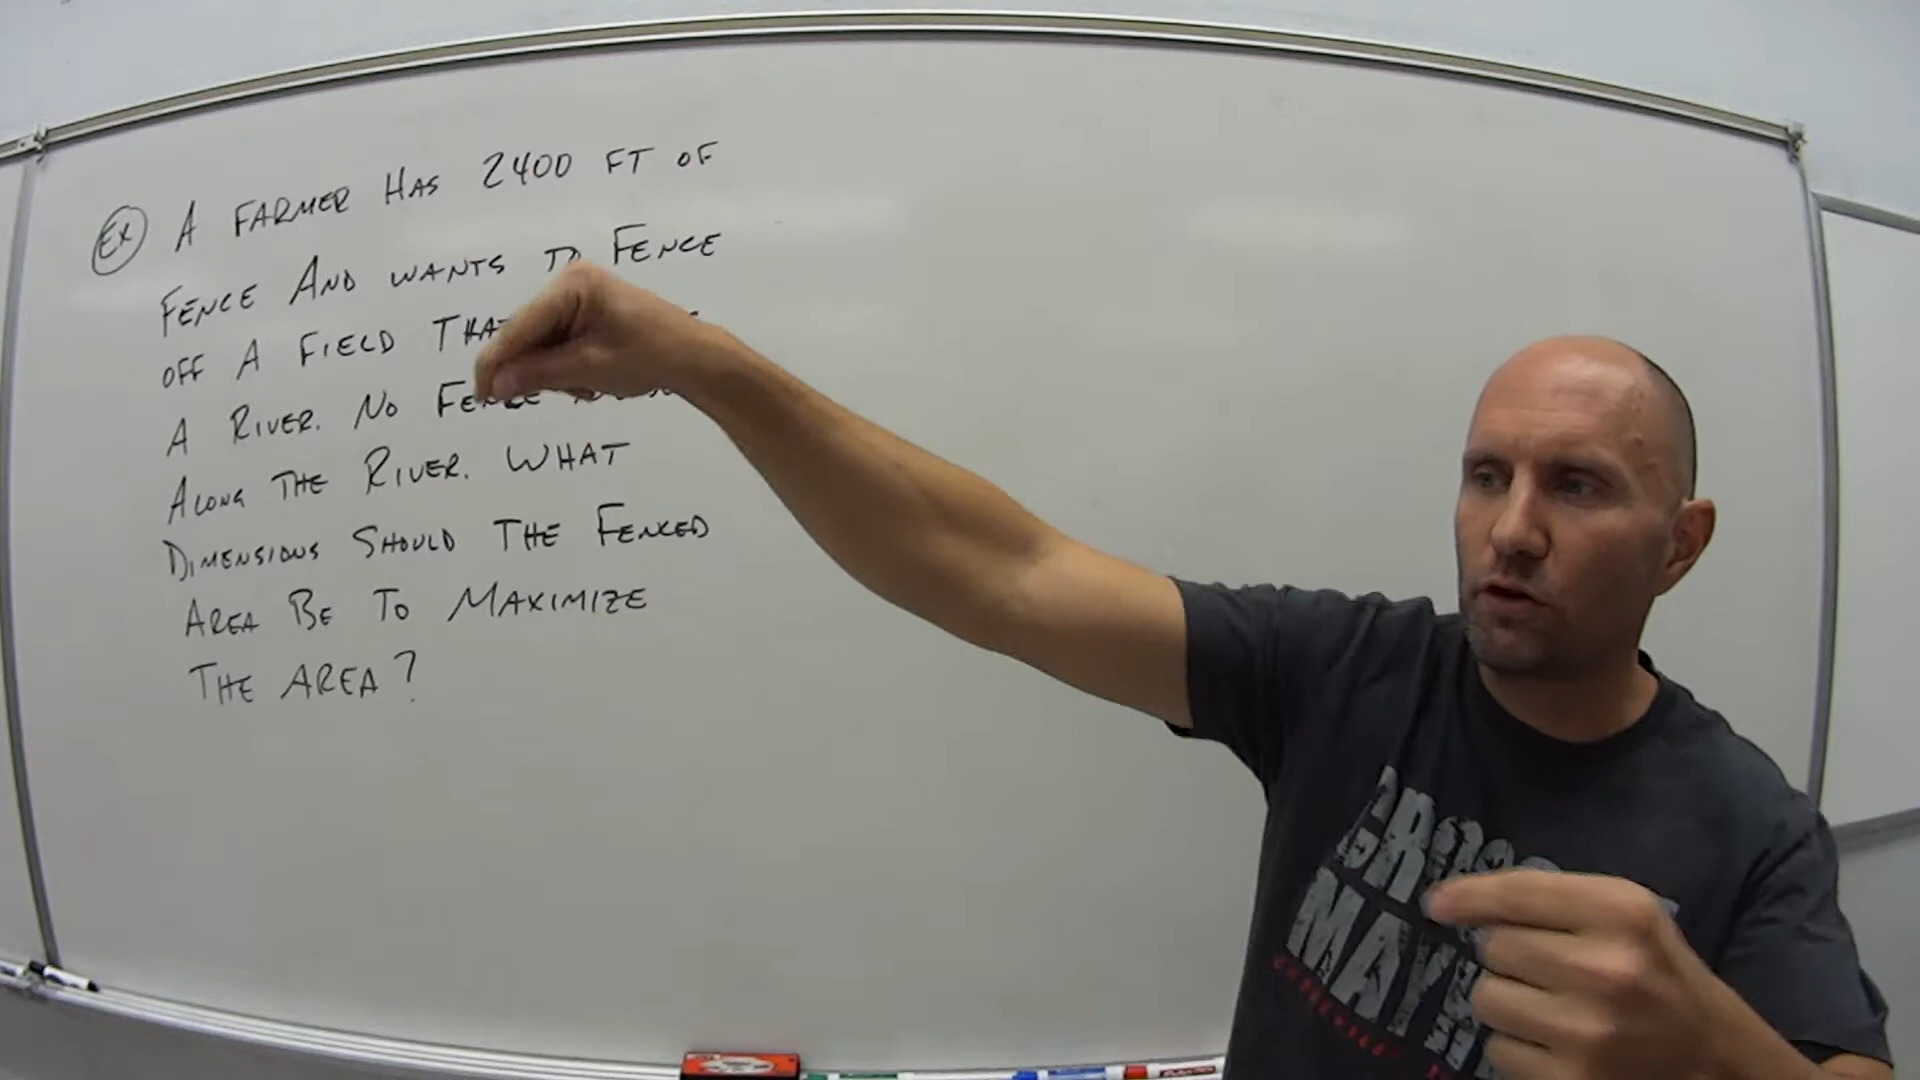 EX A FARMER HAS 2400 FT OF
FENCE AND WANTS TO FENCE
OFF A FIELD THAT
A RIVER. NO FENCE
ALONG THE RIVER. WHAT
DIMENSIONS SHOULD THE FENCED
AREA BE TO MAXIMIZE
THE AREA?